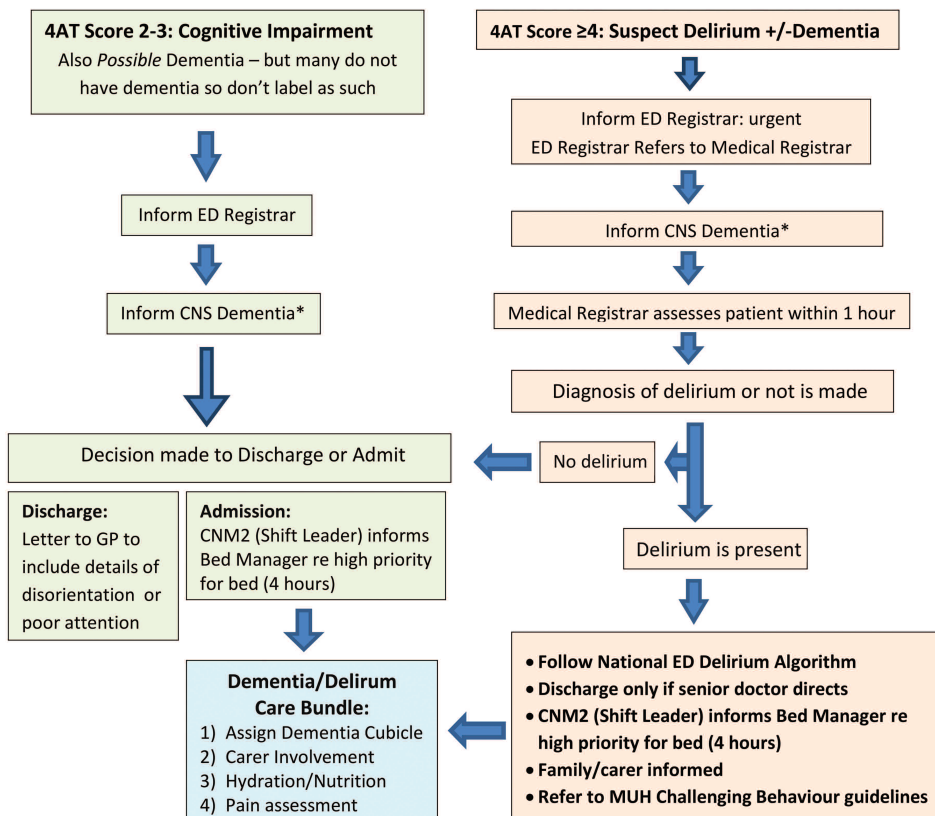 4AT Score 2-3: Cognitive Impairment
Also Possible Dementia – but many do not
have dementia so don't label as such
Inform ED Registrar
Inform CNS Dementia*
Decision made to Discharge or Admit
Discharge:
Letter to GP to
include details of
disorientation or
poor attention
Admission:
CNM2 (Shift Leader) informs
Bed Manager re high priority
for bed (4 hours)
Dementia/Delirum
Care Bundle:
1) Assign Dementia Cubicle
2) Carer Involvement
3) Hydration/Nutrition
4) Pain assessment
4AT Score ≥4: Suspect Delirium +/-Dementia
Inform ED Registrar: urgent
ED Registrar Refers to Medical Registrar
Inform CNS Dementia*
Medical Registrar assesses patient within 1 hour
Diagnosis of delirium or not is made
No delirium
Delirium is present
• Follow National ED Delirium Algorithm
• Discharge only if senior doctor directs
• CNM2 (Shift Leader) informs Bed Manager re
high priority for bed (4 hours)
• Family/carer informed
• Refer to MUH Challenging Behaviour guidelines